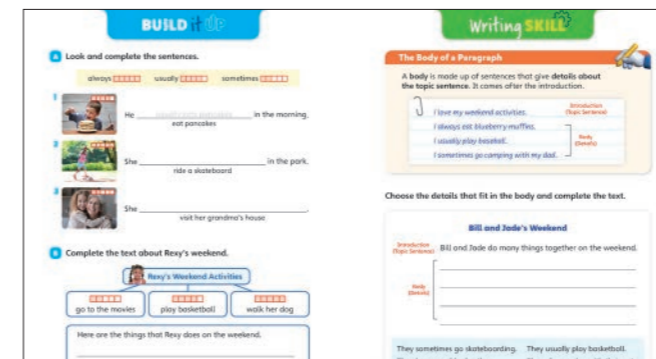 BUILD it UP
A Look and complete the sentences.
always usually sometimes
1
He in the morning.
eat pancakes
2
She in the park.
ride a skateboard
3
She .
visit her grandma's house
B Complete the text about Rexy's weekend.
Rexy's Weekend Activities
go to the movies play basketball walk her dog
Here are the things that Rexy does on the weekend.
Writing SKILL
The Body of a Paragraph
A body is made up of sentences that give details about
the topic sentence. It comes after the introduction.
I love my weekend activities.
Introduction
(Topic Sentence)
I always eat blueberry muffins.
I usually play baseball.
I sometimes go camping with my dad.
Body
(Details)
Choose the details that fit in the body and complete the text.
Bill and Jade's Weekend
Introduction
(Topic Sentence)
Bill and Jade do many things together on the weekend.
Body
(Details)
They sometimes go skateboarding. They usually play basketball.